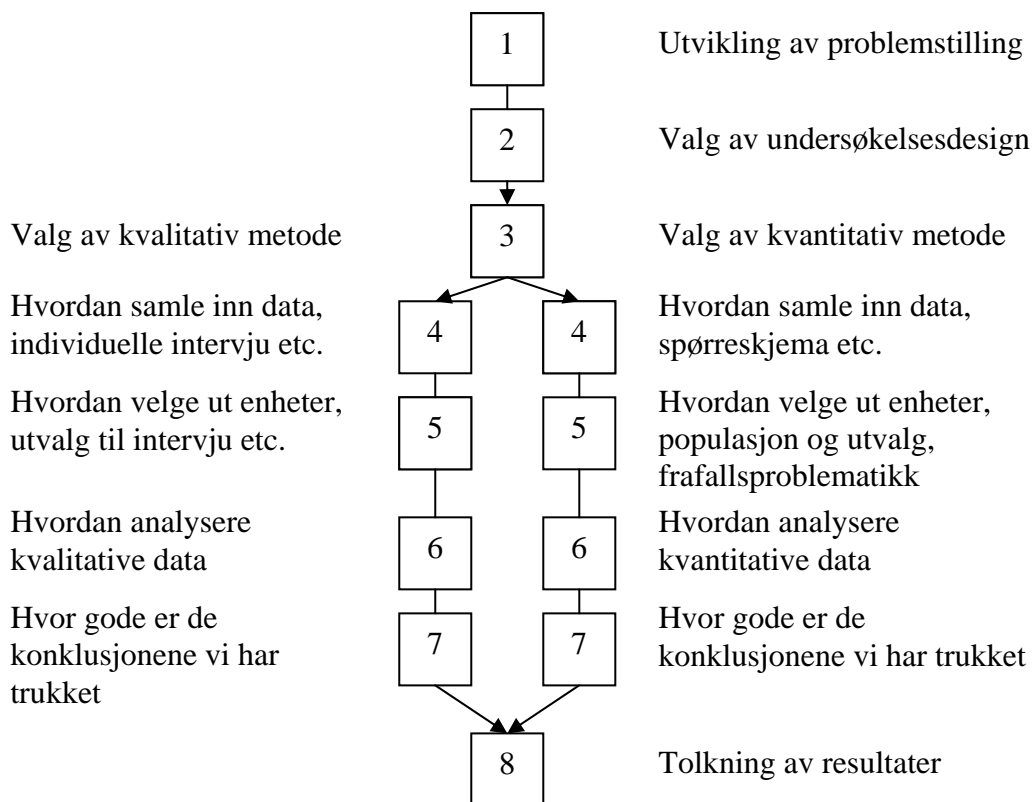 1
Utvikling av problemstilling
2
Valg av undersøkelsesdesign
Valg av kvalitativ metode
3
Valg av kvantitativ metode
Hvordan samle inn data,
individuelle intervju etc.
4
4
Hvordan samle inn data,
spørreskjema etc.
Hvordan velge ut enheter,
utvalg til intervju etc.
5
5
Hvordan velge ut enheter,
populasjon og utvalg,
frafallsproblematikk
Hvordan analysere
kvalitative data
6
6
Hvordan analysere
kvantitative data
Hvor gode er de
konklusjonene vi har
trukket
7
7
Hvor gode er de
konklusjonene vi har trukket
8
Tolkning av resultater